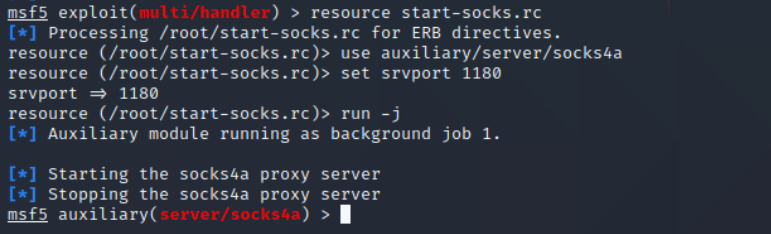 msf5 exploit(multi/handler) > resource start-socks.rc
[*] Processing /root/start-socks.rc for ERB directives.
resource (/root/start-socks.rc)> use auxiliary/server/socks4a
resource (/root/start-socks.rc)> set srvport 1180
srvport ⇒ 1180
resource (/root/start-socks.rc)> run -j
[*] Auxiliary module running as background job 1.
[*] Starting the socks4a proxy server
[*] Stopping the socks4a proxy server
msf5 auxiliary(server/socks4a) >